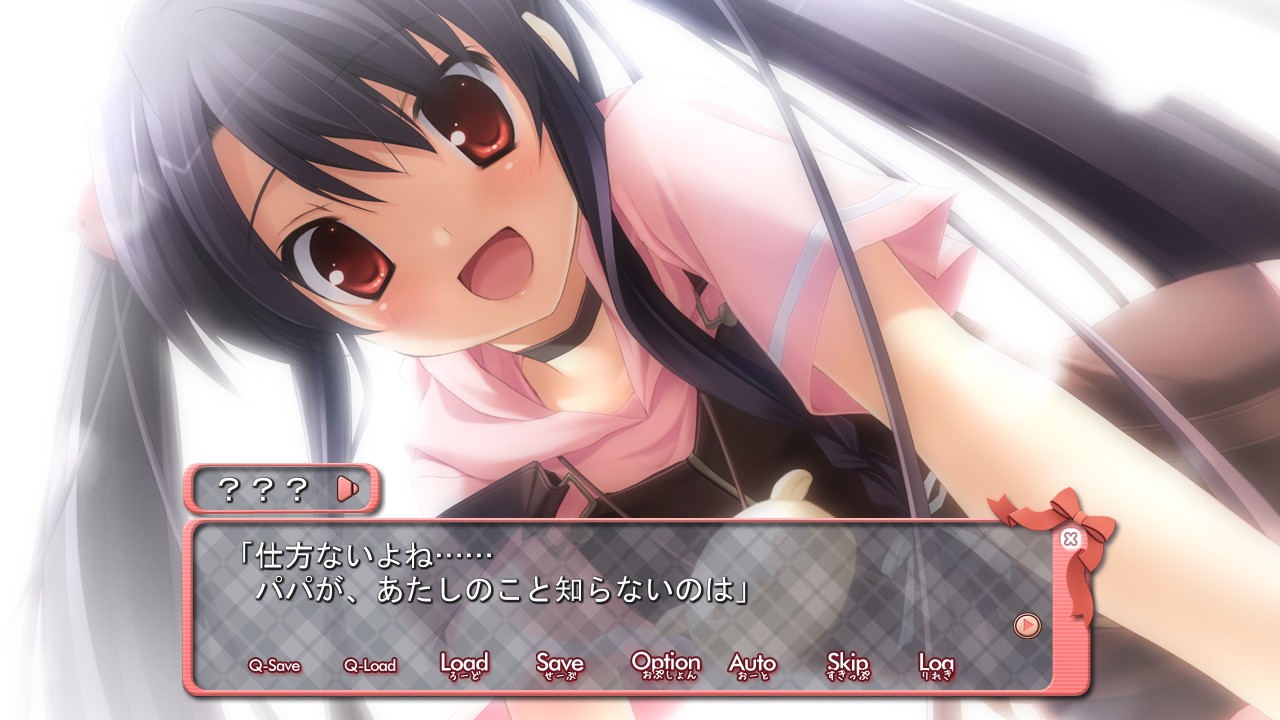 ？？？
「仕方ないよね……
パパが、あたしのこと知らないのは」
Q-Save Q-Load Load Save Option Auto Skip Log
ろーど せーぶ おぷしょん おーと すきっぷ りれき